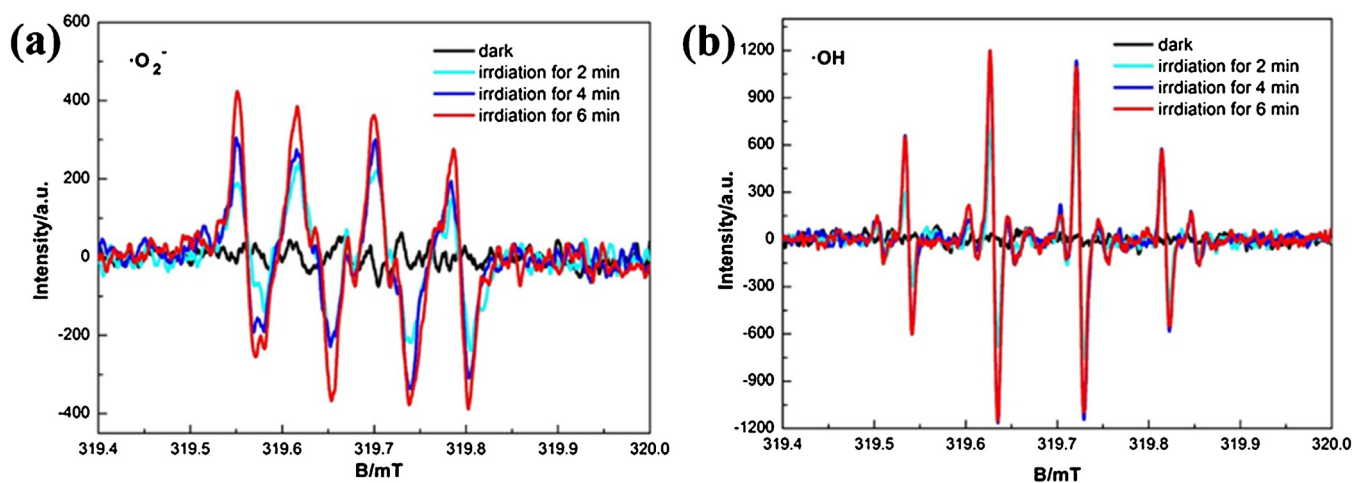 (a)
·O2-
dark
irrdiation for 2 min
irrdiation for 4 min
irrdiation for 6 min
Intensity/a.u.
600
400
200
0
-200
-400
319.4 319.5 319.6 319.7 319.8 319.9 320.0
B/mT
(b)
·OH
dark
irrdiation for 2 min
irrdiation for 4 min
irrdiation for 6 min
Intensity/a.u.
1200
900
600
300
0
-300
-600
-900
-1200
319.4 319.5 319.6 319.7 319.8 319.9 320.0
B/mT